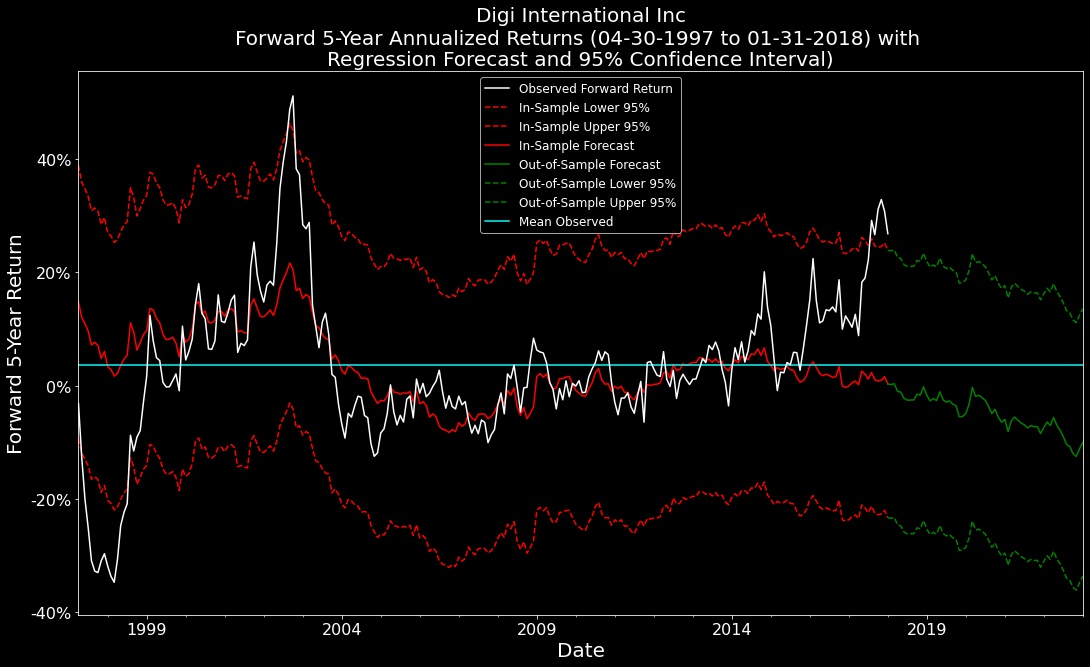 Digi International Inc
Forward 5-Year Annualized Returns (04-30-1997 to 01-31-2018) with
Regression Forecast and 95% Confidence Interval)
Observed Forward Return
In-Sample Lower 95%
In-Sample Upper 95%
In-Sample Forecast
Out-of-Sample Forecast
Out-of-Sample Lower 95%
Out-of-Sample Upper 95%
Mean Observed
Forward 5-Year Return
40%
20%
0%
-20%
-40%
1999
2004
2009
2014
2019
Date